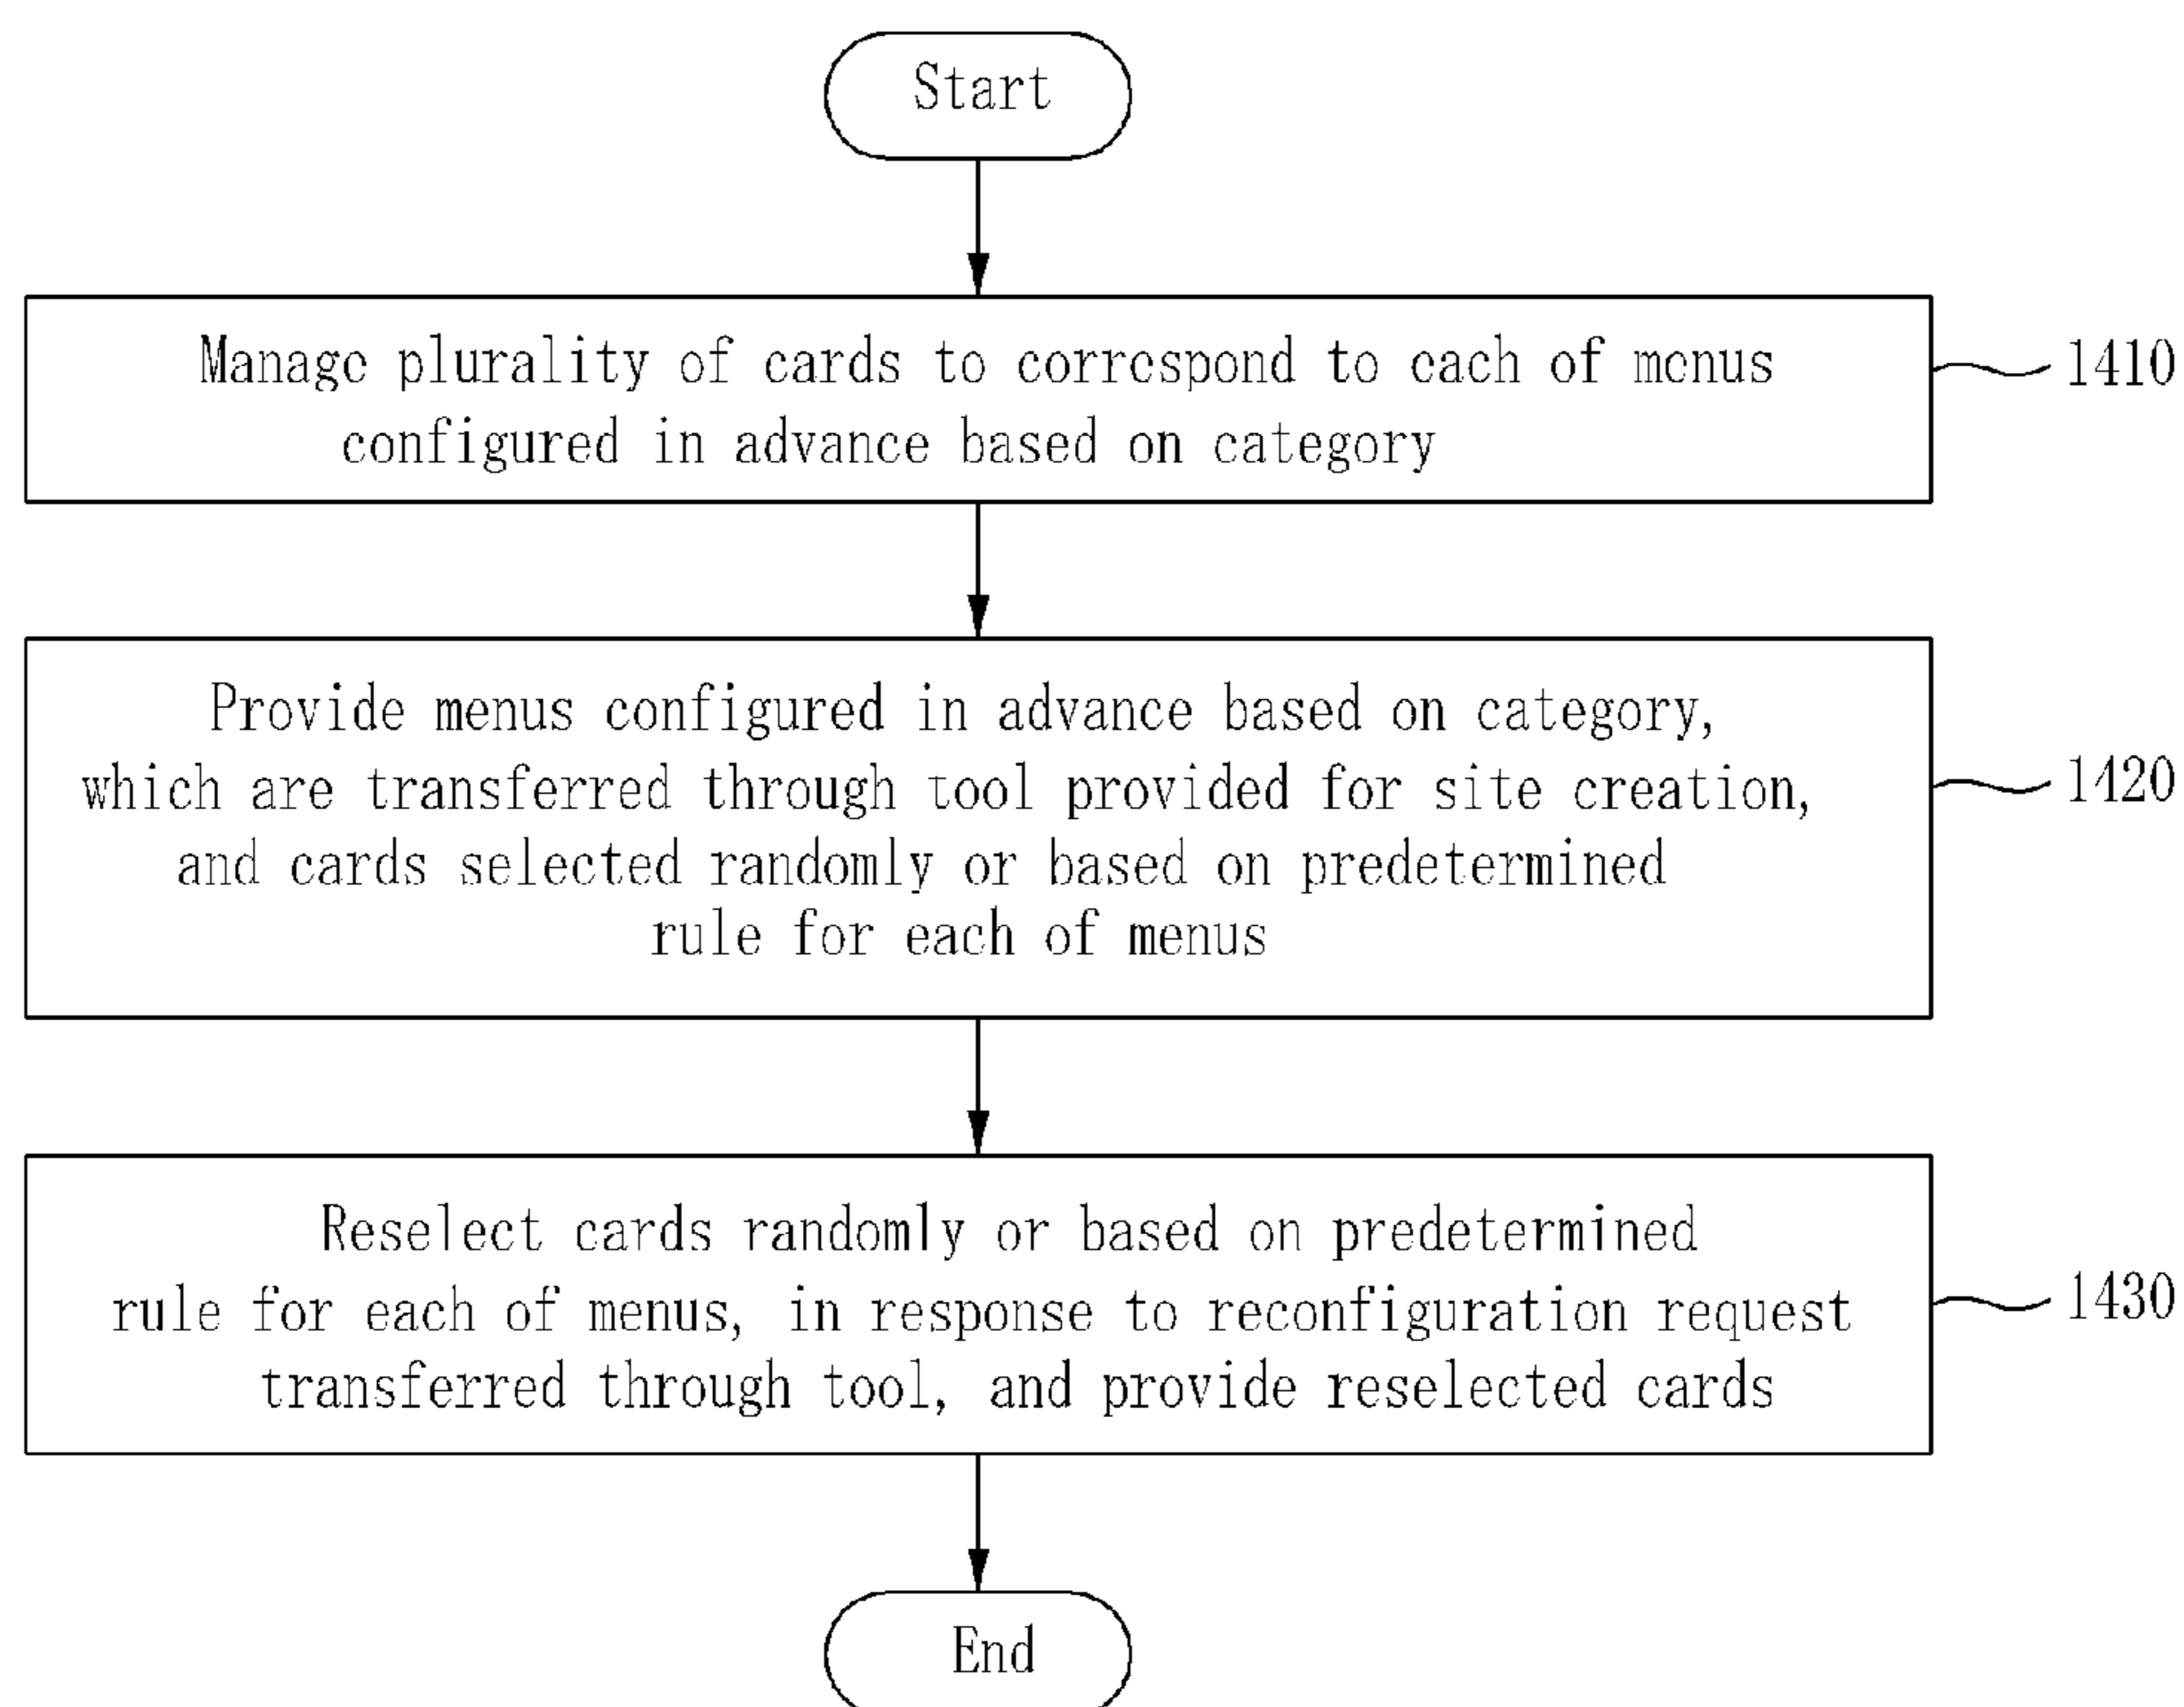 Start
Manage plurality of cards to correspond to each of menus
configured in advance based on category
1410
Provide menus configured in advance based on category,
which are transferred through tool provided for site creation,
and cards selected randomly or based on predetermined
rule for each of menus
1420
Reselect cards randomly or based on predetermined
rule for each of menus, in response to reconfiguration request
transferred through tool, and provide reselected cards
1430
End